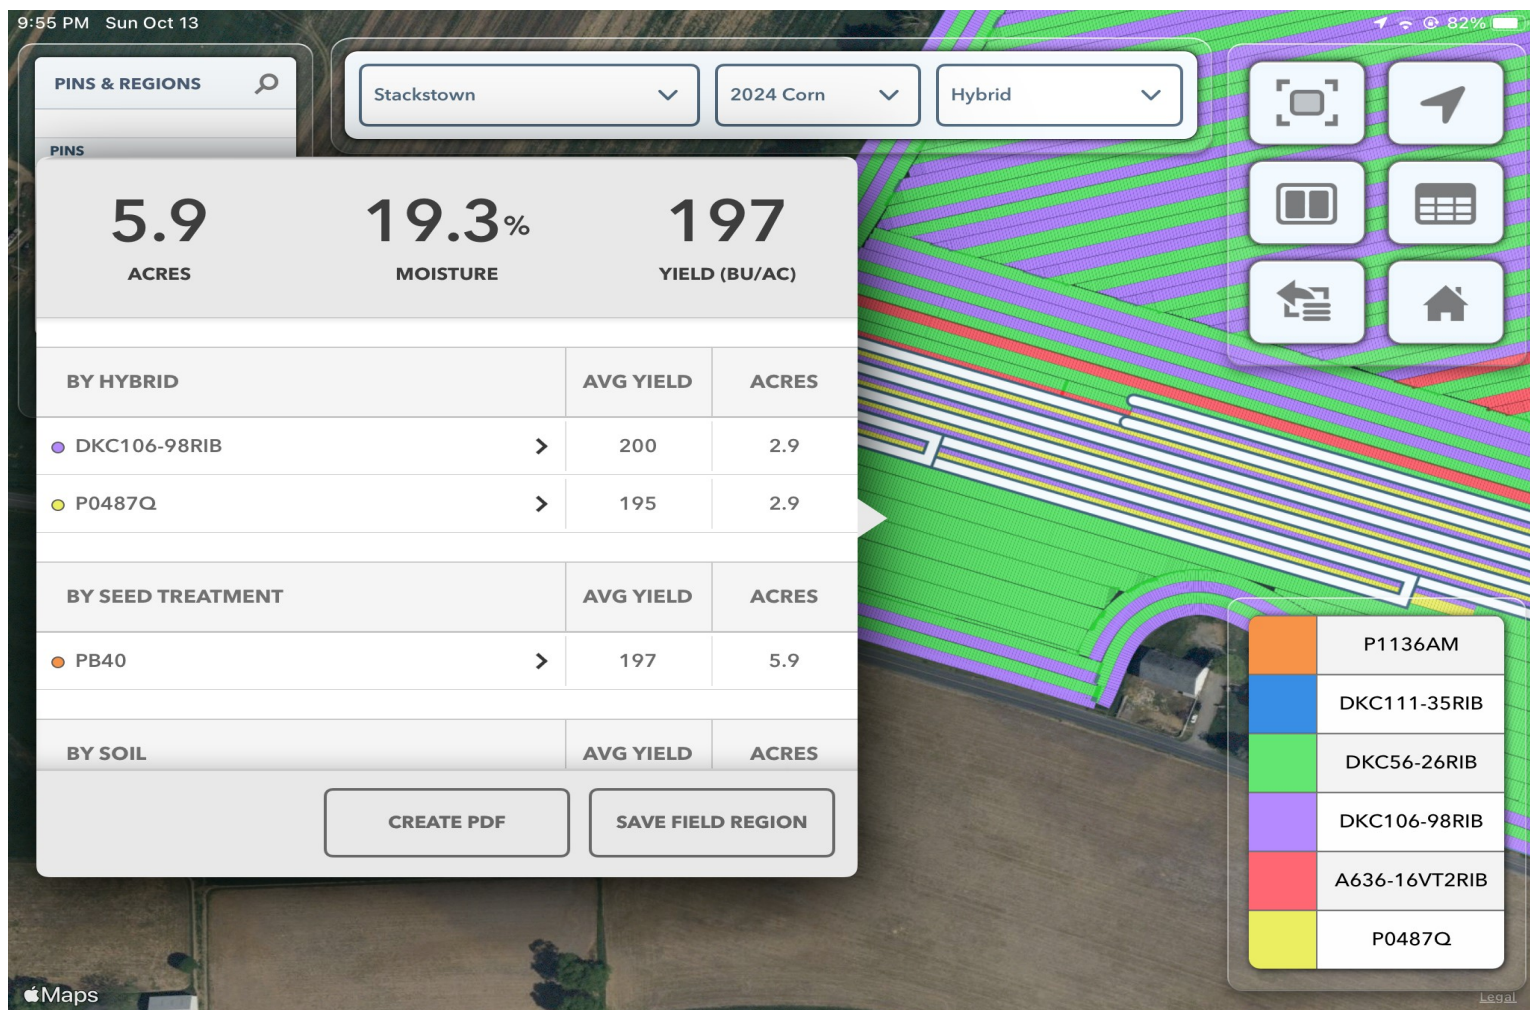 9:55 PM Sun Oct 13
82%
PINS & REGIONS
PINS
Stackstown
2024 Corn
Hybrid
5.9
ACRES
19.3%
MOISTURE
197
YIELD (BU/AC)
BY HYBRID AVG YIELD ACRES
DKC106-98RIB 200 2.9
P0487Q 195 2.9
BY SEED TREATMENT AVG YIELD ACRES
PB40 197 5.9
BY SOIL AVG YIELD ACRES
CREATE PDF
SAVE FIELD REGION
P1136AM
DKC111-35RIB
DKC56-26RIB
DKC106-98RIB
A636-16VT2RIB
P0487Q
Maps
Legal